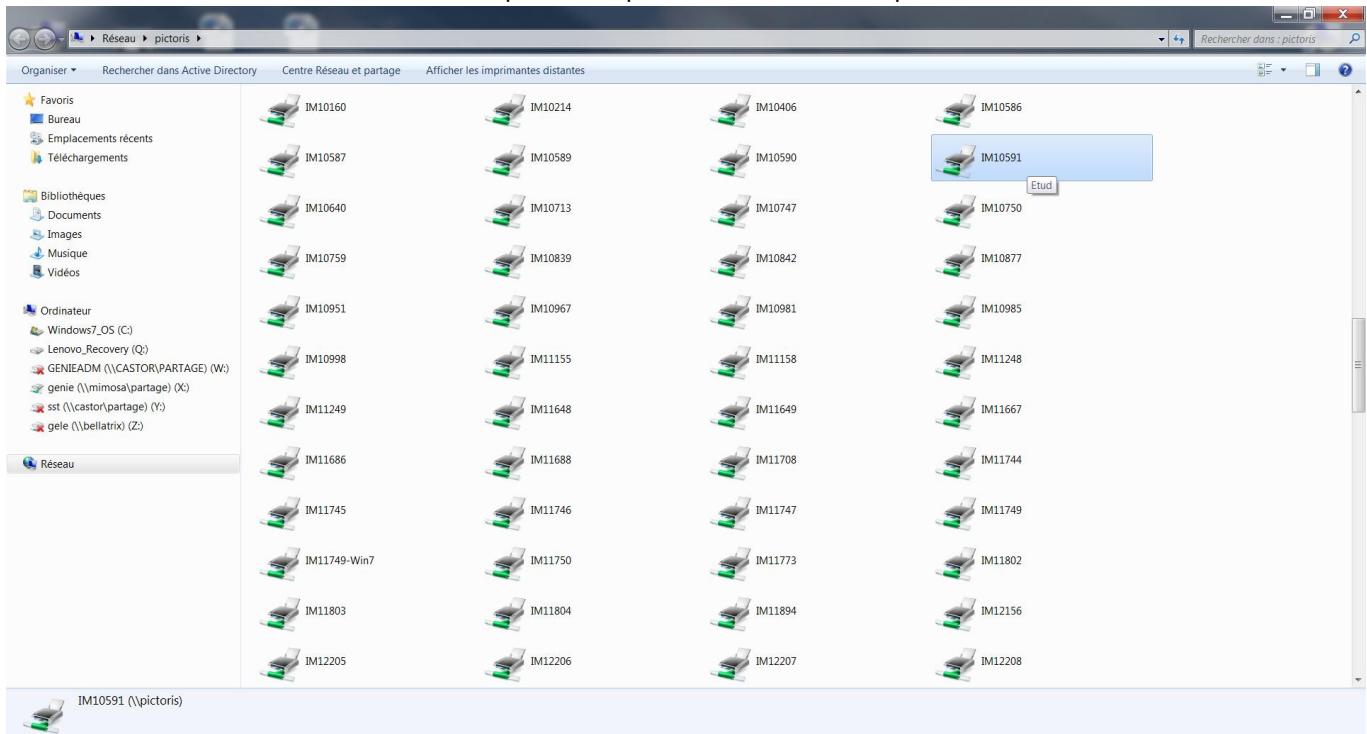 Réseau ▸ pictoris ▸
Rechercher dans : pictoris
Organiser Rechercher dans Active Directory Centre Réseau et partage Afficher les imprimantes distantes
Favoris
Bureau
Emplacements récents
Téléchargements
Bibliothèques
Documents
Images
Musique
Vidéos
Ordinateur
Windows7_OS (C:)
Lenovo_Recovery (Q:)
GENIEADM (\\CASTOR\PARTAGE) (W:)
genie (\\mimosa\partage) (X:)
sst (\\castor\partage) (Y:)
gele (\\bellatrix) (Z:)
Réseau
IM10160 IM10214 IM10406 IM10586
IM10587 IM10589 IM10590 IM10591
Etud
IM10640 IM10713 IM10747 IM10750
IM10759 IM10839 IM10842 IM10877
IM10951 IM10967 IM10981 IM10985
IM10998 IM11155 IM11158 IM11248
IM11249 IM11648 IM11649 IM11667
IM11686 IM11688 IM11708 IM11744
IM11745 IM11746 IM11747 IM11749
IM11749-Win7 IM11750 IM11773 IM11802
IM11803 IM11804 IM11894 IM12156
IM12205 IM12206 IM12207 IM12208
IM10591 (\\pictoris)